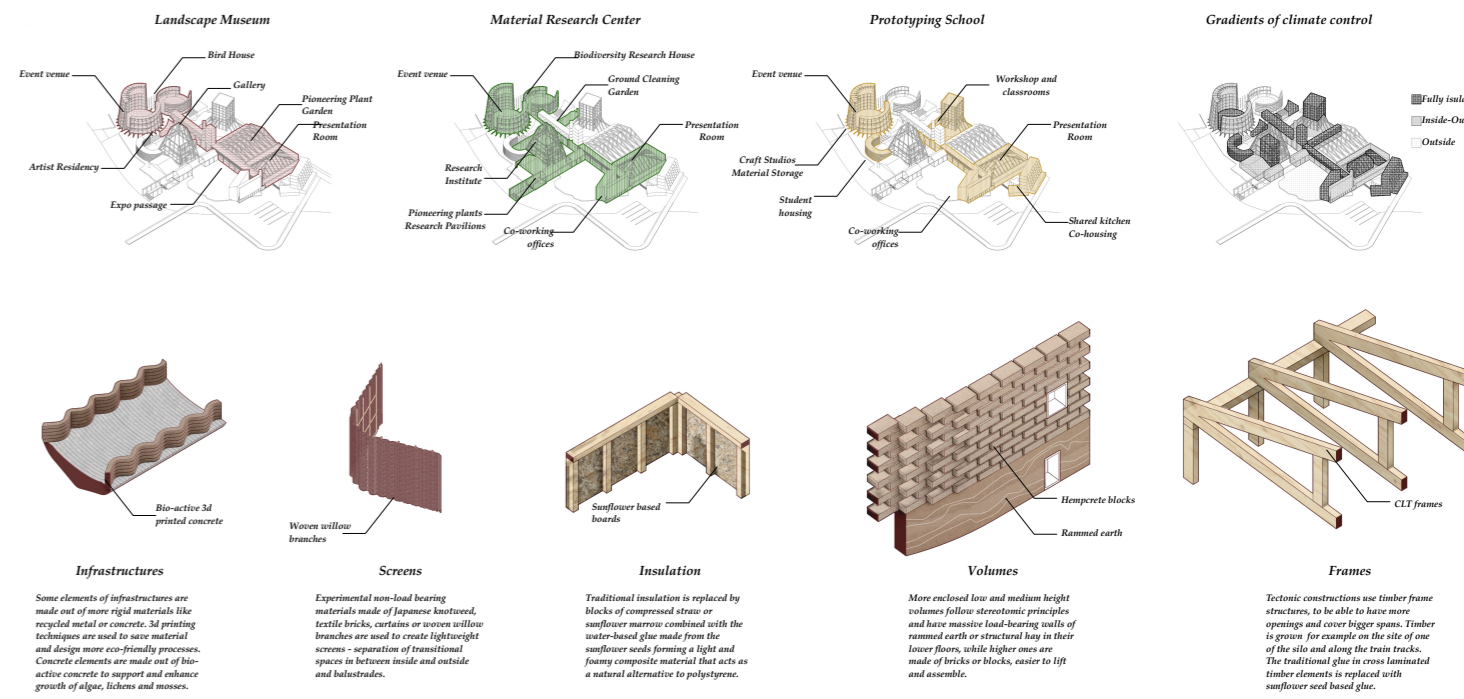 Landscape Museum
Event venue
Bird House
Gallery
Pioneering Plant
Garden
Presentation
Room
Artist Residency
Expo passage
Material Research Center
Event venue
Biodiversity Research House
Ground Cleaning
Garden
Presentation
Room
Research
Institute
Pioneering plants
Research Pavilions
Co-working
offices
Prototyping School
Event venue
Workshop and
classrooms
Presentation
Room
Craft Studios
Material Storage
Student
housing
Co-working
offices
Shared kitchen
Co-housing
Gradients of climate control
Fully
Outside
Bio-active 3d
printed concrete
Woven willow
branches
Sunflower based
boards
Hempcrete blocks
Rammed earth
CLT frames
Infrastructures
Some elements of infrastructures are
made out of more rigid materials like
recycled metal or concrete. 3d printing
techniques are used to save material
and design more eco-friendly processes.
Concrete elements are made out of bio-
active concrete to support and enhance
growth of algae, lichens and mosses.
Screens
Experimental non-load bearing
materials made of Japanese knotweed,
textile bricks, curtains or woven willow
branches are used to create lightweight
screens - separation of transitional
spaces in between inside and outside
and balustrades.
Insulation
Traditional insulation is replaced by
blocks of compressed straw or
sunflower marrow combined with the
water-based glue made from the
sunflower seeds forming a light and
foamy composite material that acts as
a natural alternative to polystyrene.
Volumes
More enclosed low and medium height
volumes follow stereotomic principles
and have massive load-bearing walls of
rammed earth or structural hay in their
lower floors, while higher ones are
made of bricks or blocks, easier to lift
and assemble.
Frames
Tectonic constructions use timber frame
structures, to be able to have more
openings and cover bigger spans. Timber
is grown for example on the site of one
of the silo and along the train tracks.
The traditional glue in cross laminated
timber elements is replaced with
sunflower seed based glue.